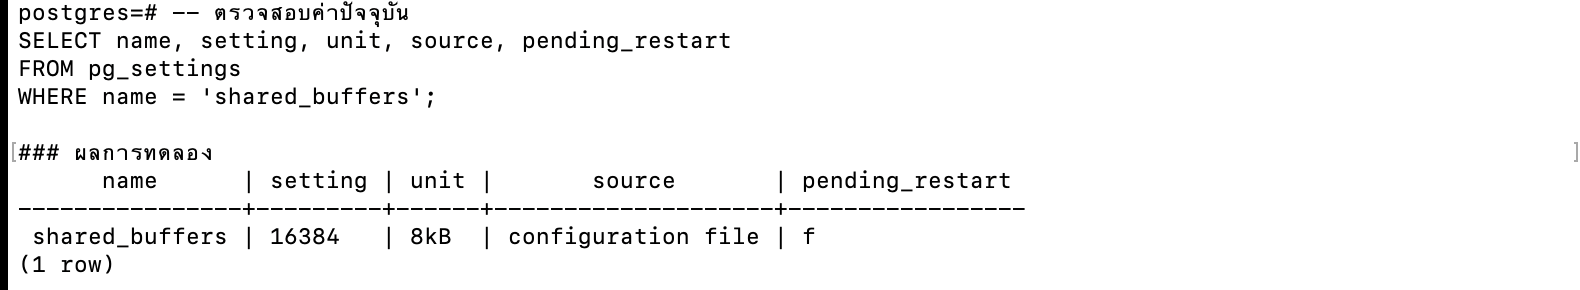 postgres=# -- ตรวจสอบค่าปัจจุบัน
SELECT name, setting, unit, source, pending_restart
FROM pg_settings
WHERE name = 'shared_buffers';
[### ผลการทดลอง ]
      name      | setting | unit |       source       | pending_restart
----------------+---------+------+--------------------+-----------------
 shared_buffers | 16384   | 8kB  | configuration file | f
(1 row)